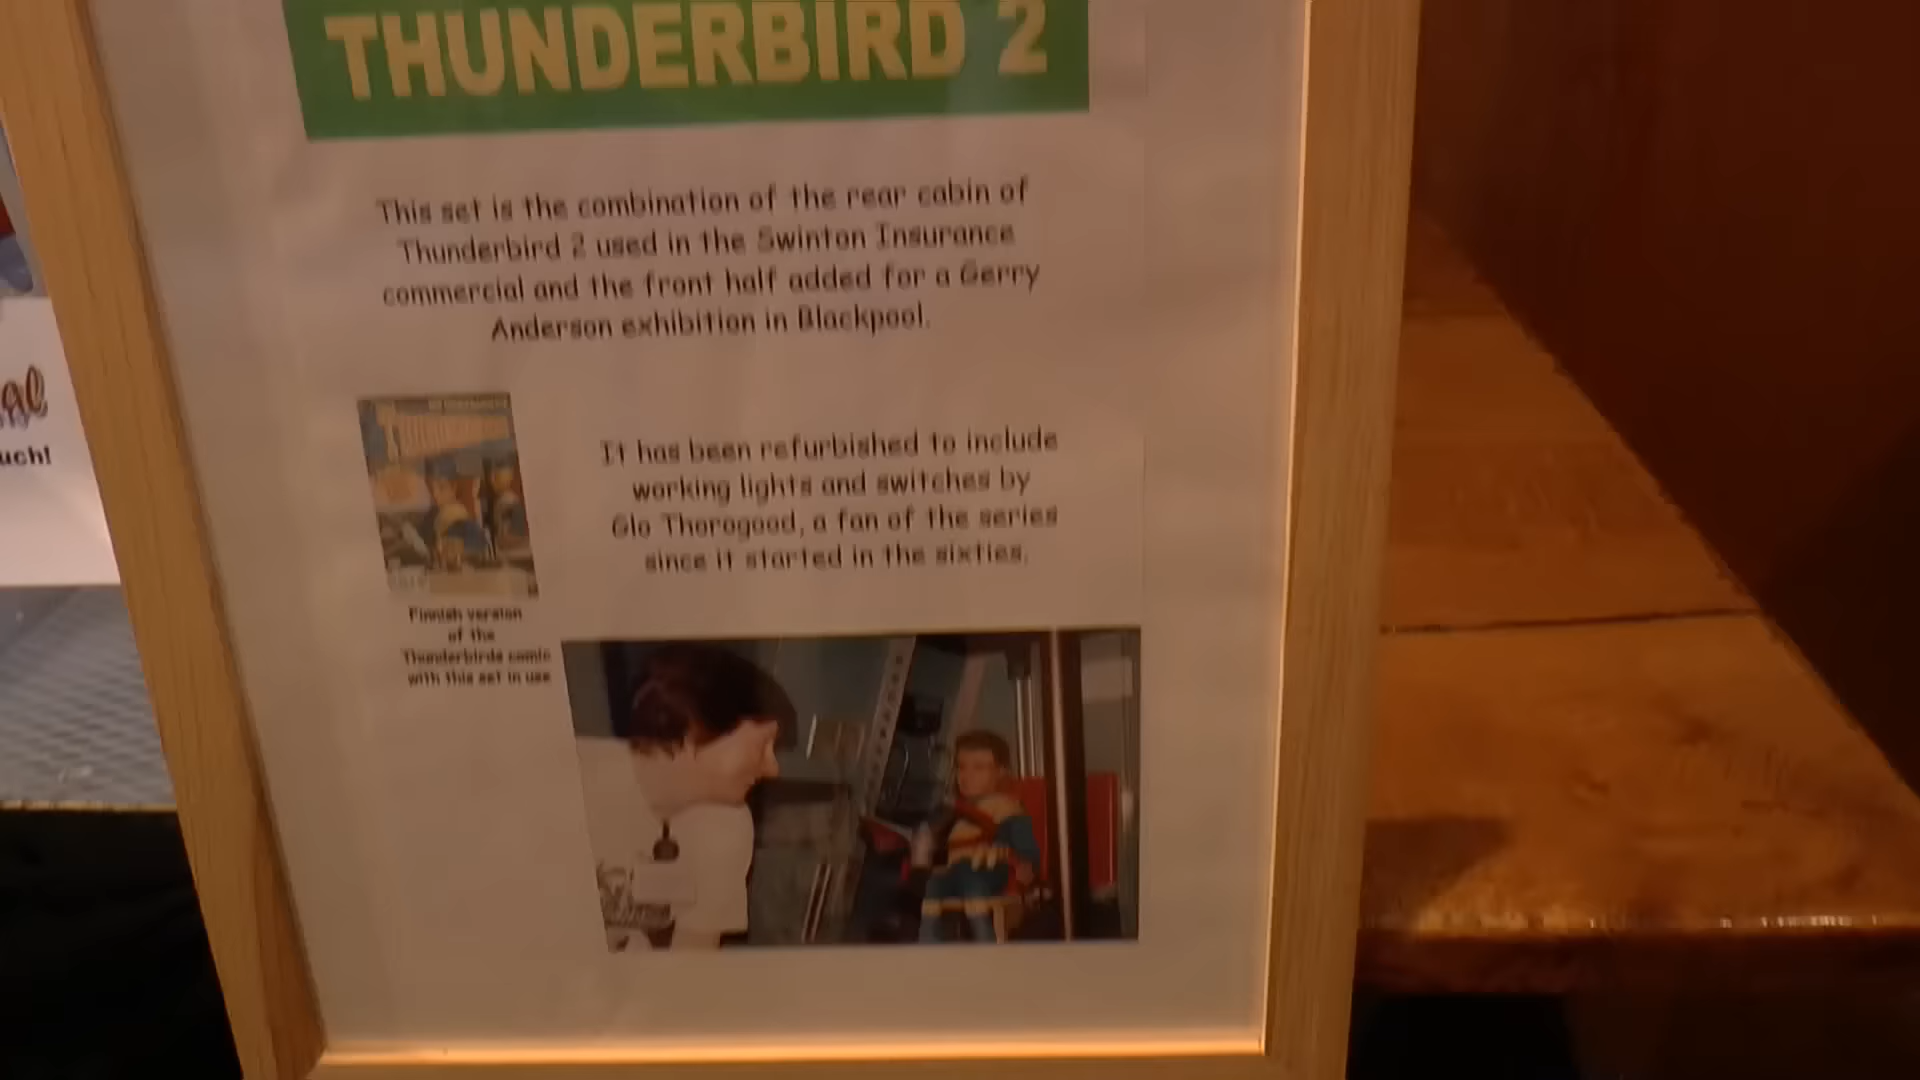 THUNDERBIRD 2
This set is the combination of the rear cabin of
Thunderbird 2 used in the Swinton Insurance
commercial and the front half added for a Gerry
Anderson exhibition in Blackpool.
It has been refurbished to include
working lights and switches by
Glo Thorogood, a fan of the series
since it started in the sixties.
Finnish version
of the
Thunderbirds comic
with this set in use
uch!